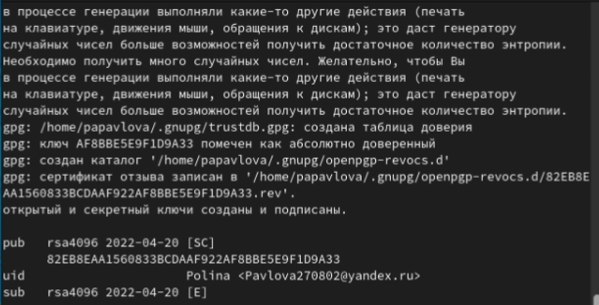 в процессе генерации выполняли какие-то другие действия (печать
на клавиатуре, движения мыши, обращения к дискам); это даст генератору
случайных чисел больше возможностей получить достаточное количество энтропии.
Необходимо получить много случайных чисел. Желательно, чтобы Вы
в процессе генерации выполняли какие-то другие действия (печать
на клавиатуре, движения мыши, обращения к дискам); это даст генератору
случайных чисел больше возможностей получить достаточное количество энтропии.
gpg: /home/papavlova/.gnupg/trustdb.gpg: создана таблица доверия
gpg: ключ AF8BBE5E9F1D9A33 помечен как абсолютно доверенный
gpg: создан каталог '/home/papavlova/.gnupg/openpgp-revocs.d'
gpg: сертификат отзыва записан в '/home/papavlova/.gnupg/openpgp-revocs.d/82EB8E
AA1560833BCDAAF922AF8BBE5E9F1D9A33.rev'.
открытый и секретный ключи созданы и подписаны.
pub   rsa4096 2022-04-20 [SC]
      82EB8EAA1560833BCDAAF922AF8BBE5E9F1D9A33
uid                      Polina <Pavlova270802@yandex.ru>
sub   rsa4096 2022-04-20 [E]